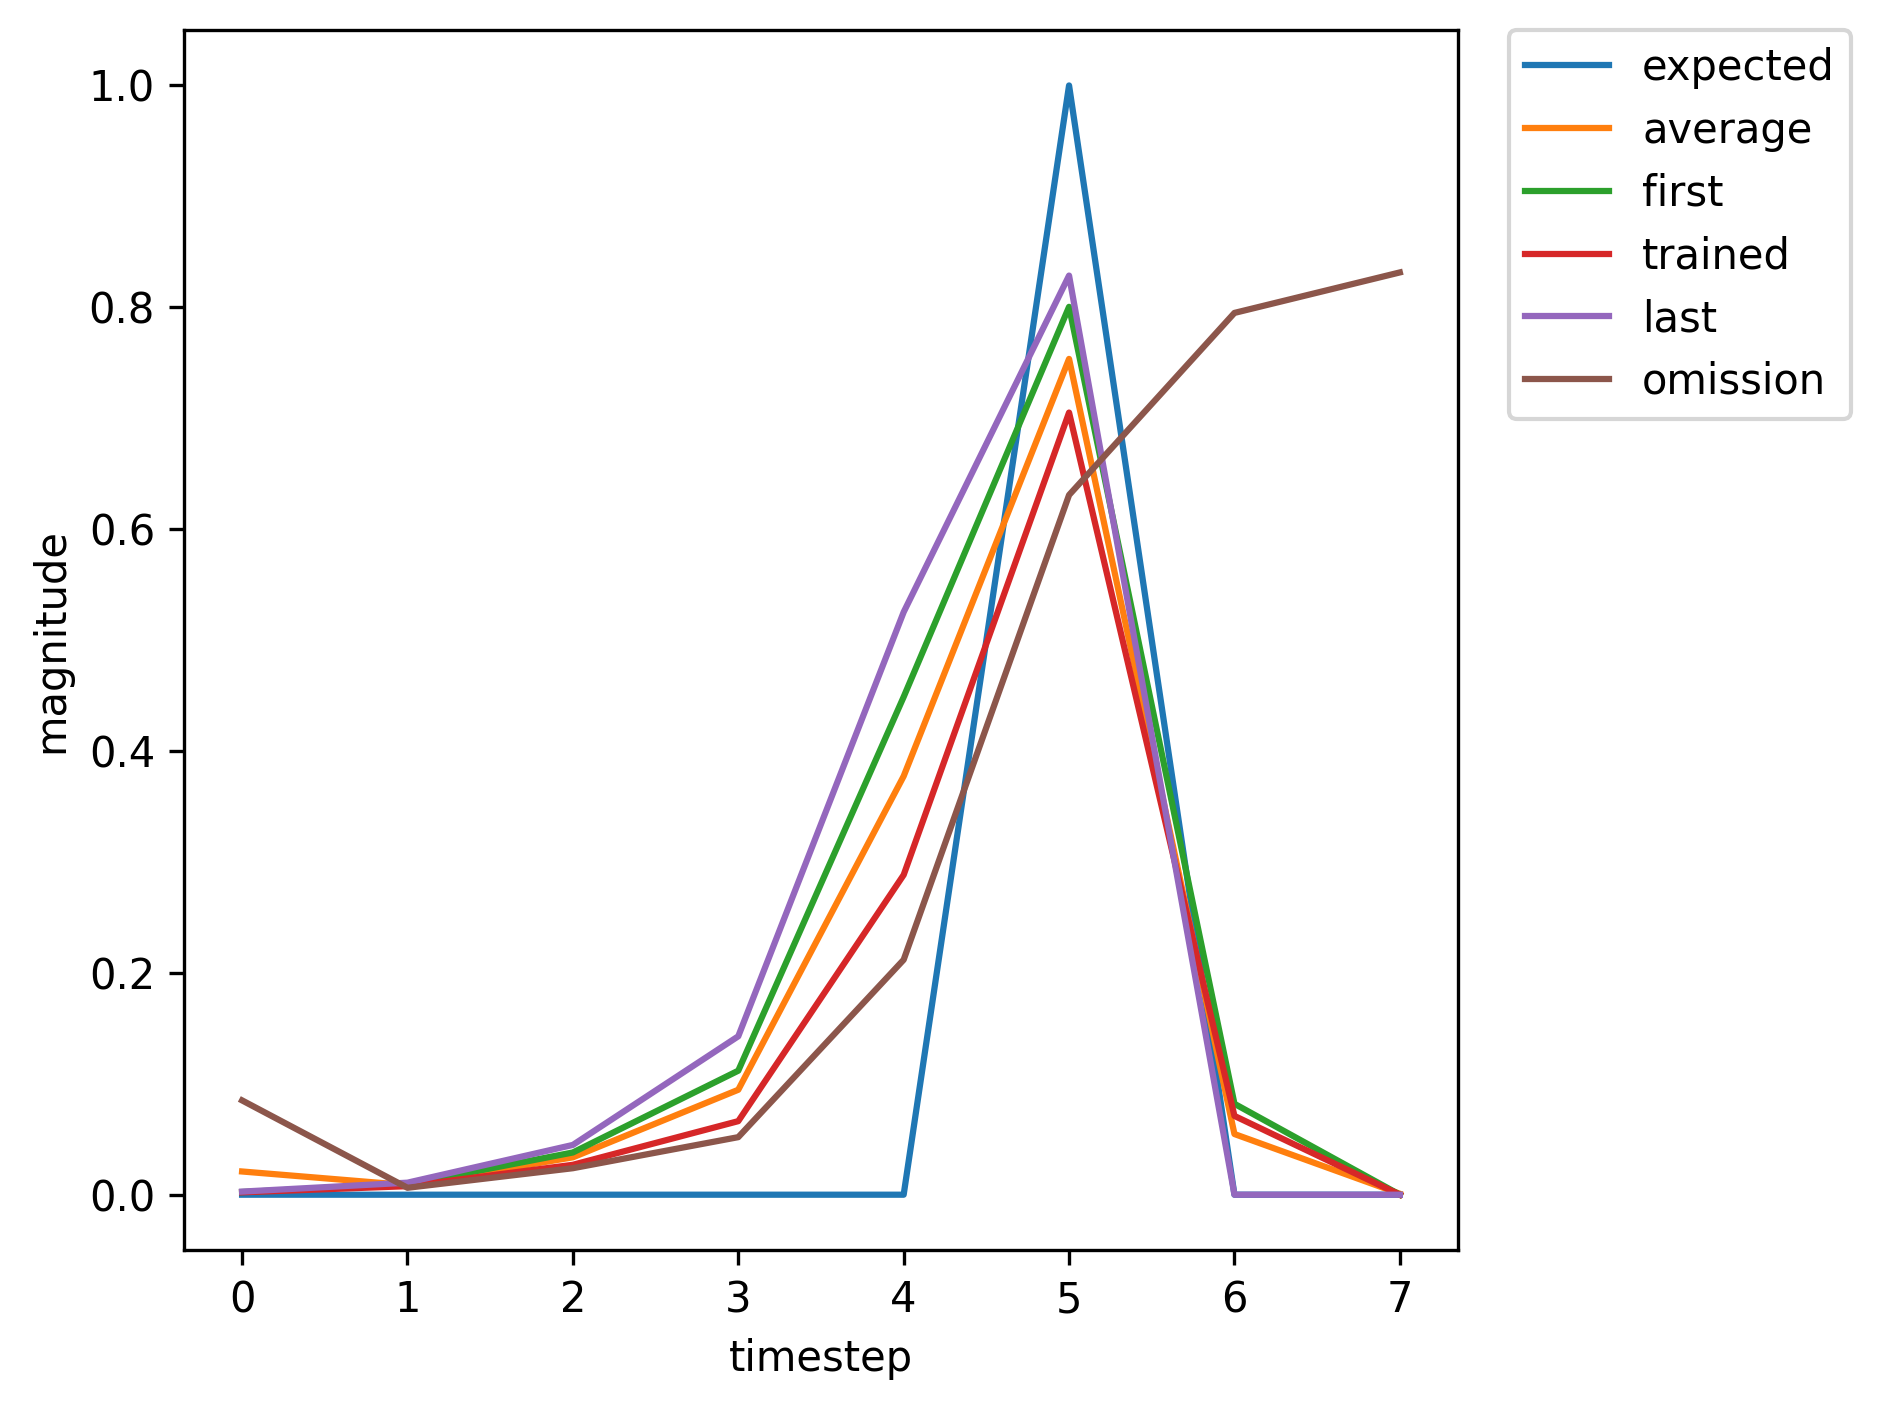 1.0
0.8
0.6
0.4
0.2
0.0
magnitude
0 1 2 3 4 5 6 7
timestep
expected
average
first
trained
last
omission